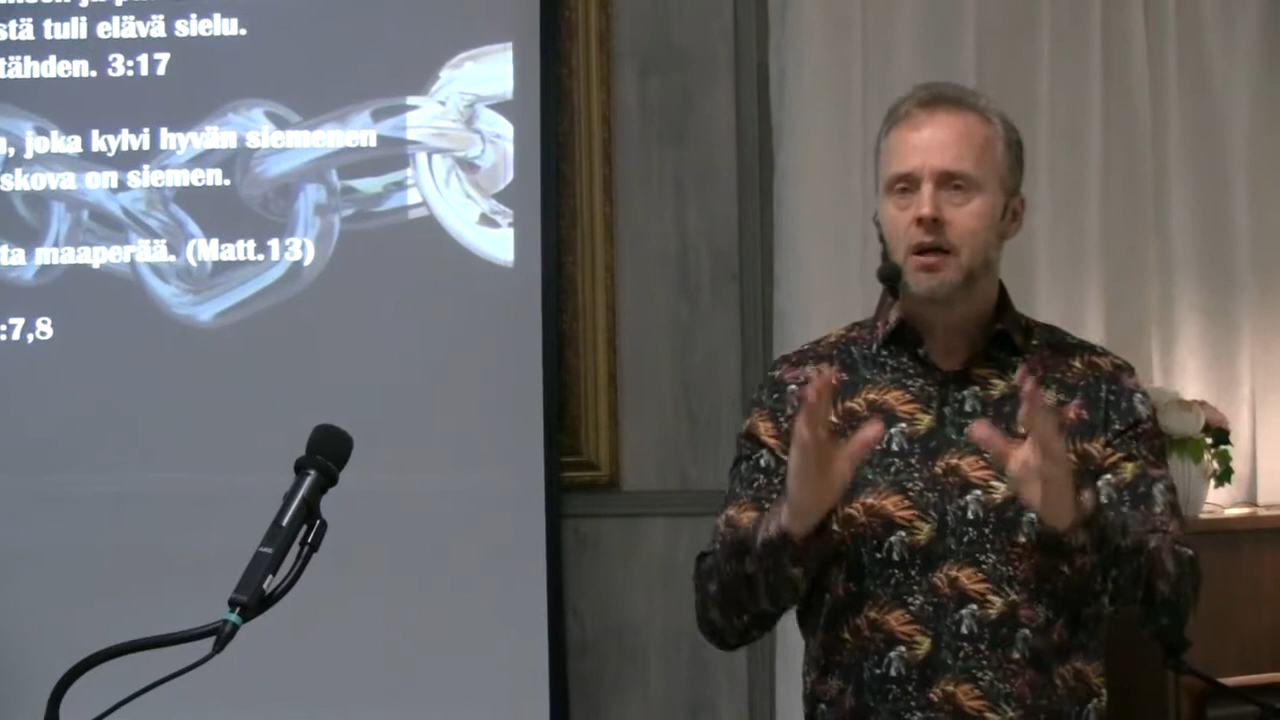 stä tuli elävä sielu.
tähden. 3:17
, joka kylvi hyvän siemenen
skova on siemen.
ta maaperää. (Matt.13)
:7,8